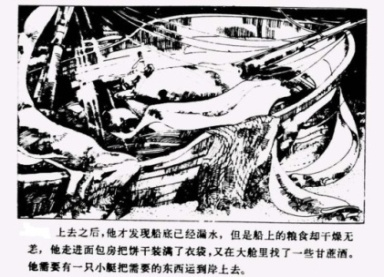 上去之后，他才发现船底已经漏水，但是船上的粮食却干燥无
恙，他走进面包房把饼干装满了衣袋，又在大舱里找了一些甘蔗酒。
他需要有一只小艇把需要的东西运到岸上去。